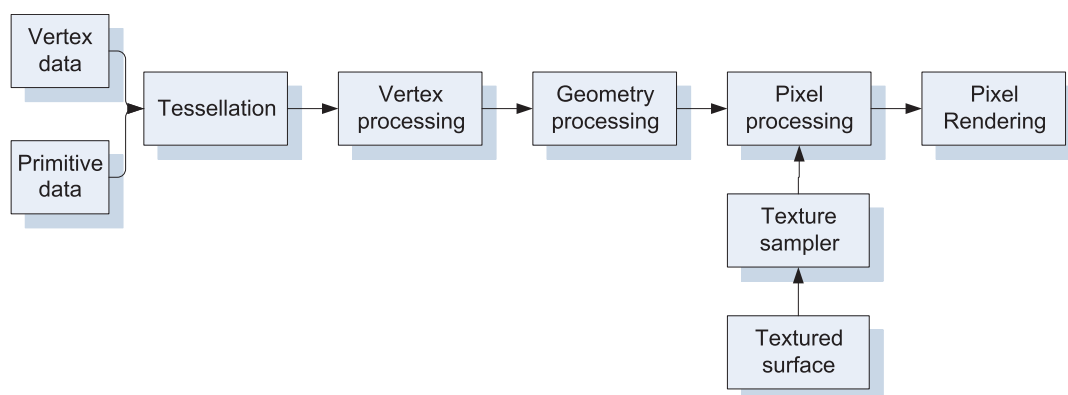 Vertex
data
Primitive
data
Tessellation
Vertex
processing
Geometry
processing
Pixel
processing
Pixel
Rendering
Texture
sampler
Textured
surface